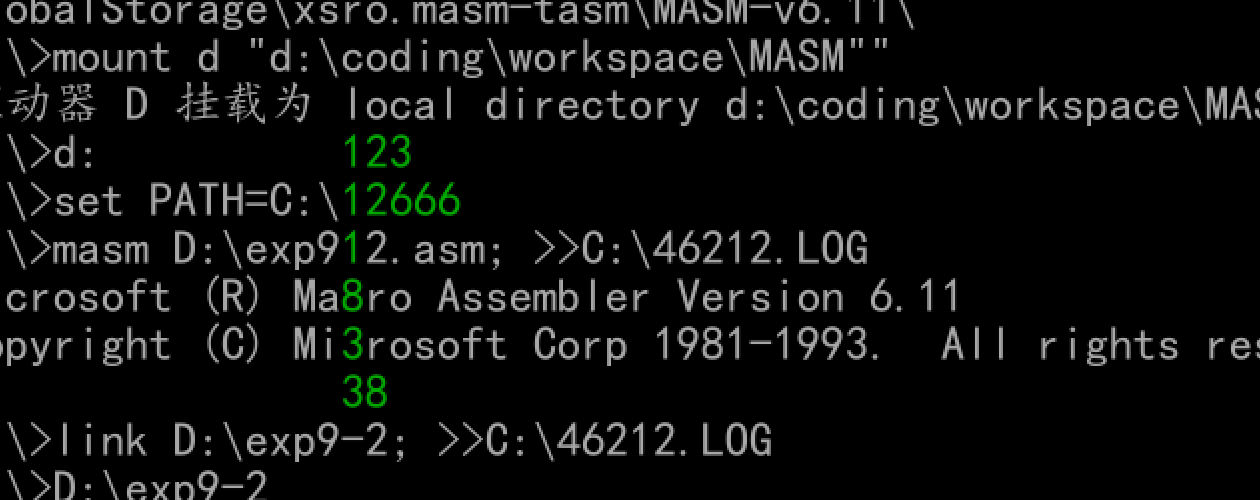 obalStorage\xsro.masm-tasm\MASM-v6.11\
\>mount d "d:\coding\workspace\MASM""
动器 D 挂载为 local directory d:\coding\workspace\MAS
\>d: 123
\>set PATH=C:\12666
\>masm D:\exp912.asm; >>C:\46212.LOG
crosoft (R) Ma8ro Assembler Version 6.11
opyright (C) Mi3rosoft Corp 1981-1993. All rights res
38
\>link D:\exp9-2; >>C:\46212.LOG
\>D:\exp9-2